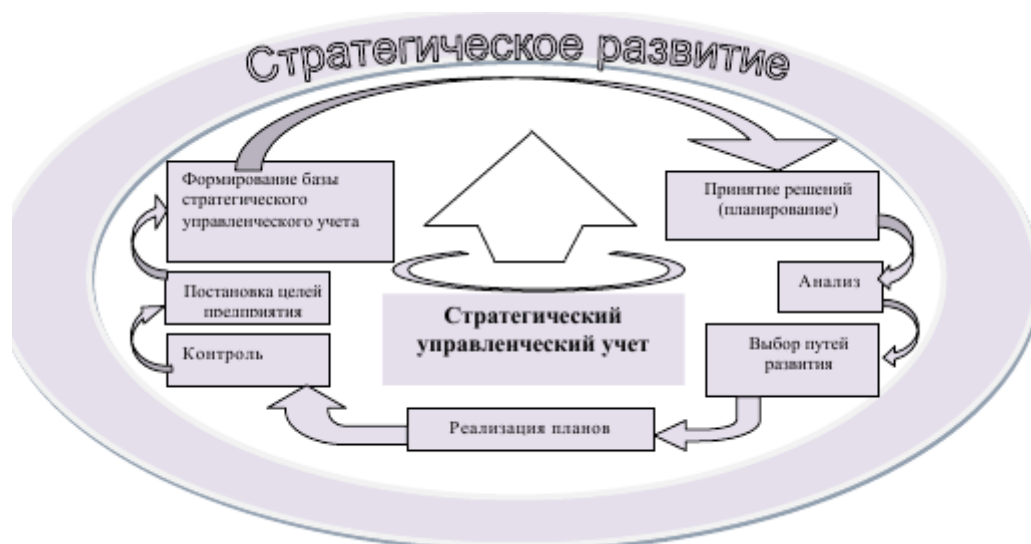 Стратегическое развитие
Формирование базы
стратегического
управленческого учета
Принятие решений
(планирование)
Постановка целей
предприятия
Анализ
Стратегический
управленческий учет
Контроль
Выбор путей
развития
Реализация планов